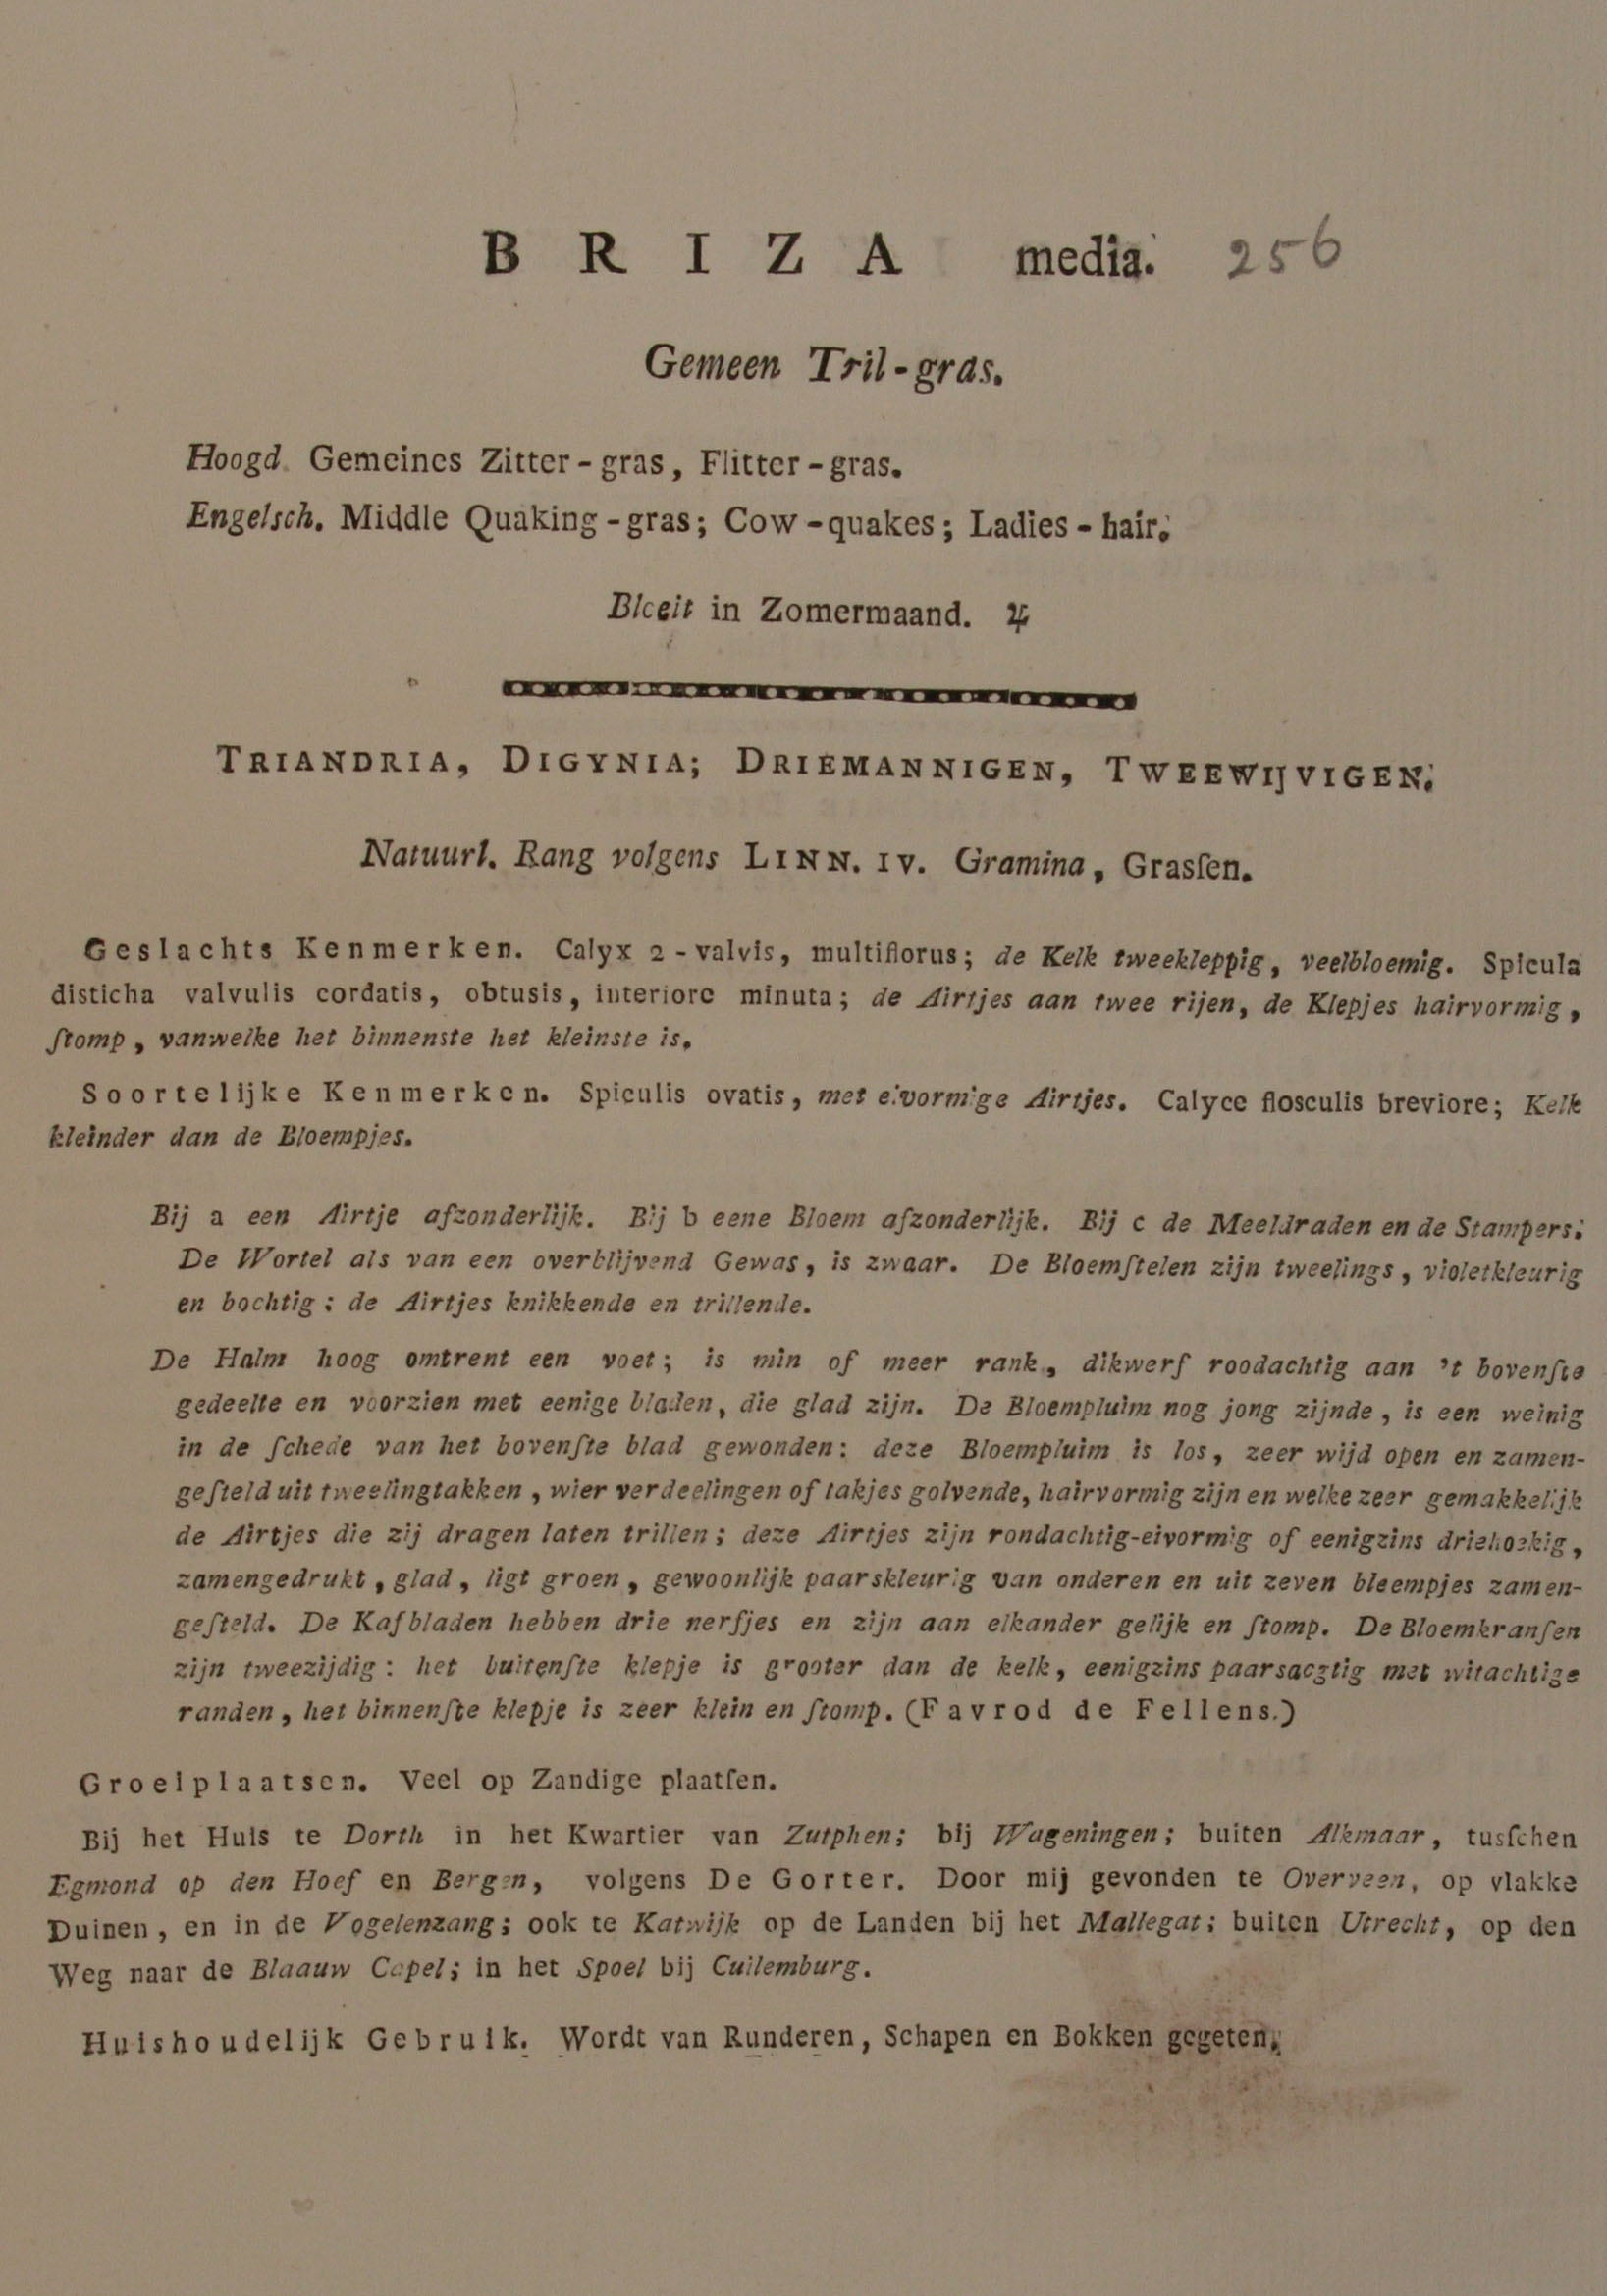 BRIZA media. 256
Gemeen Tril-gras.
Hoogd. Gemeines Zitter-gras, Flitter-gras.
Engelsch. Middle Quaking-gras; Cow-quakes; Ladies-hair.
Bloeit in Zomermaand. ♃
TRIANDRIA, DIGYNIA; DRIEMANNIGEN, TWEEWIJVIGEN.
Natuurl. Rang volgens LINN. IV. Gramina, Grasſen.
Geslachts Kenmerken. Calyx 2-valvis, multiflorus; de Kelk tweekleppig, veelbloemig. Spicula
disticha valvulis cordatis, obtusis, interiore minuta; de Airtjes aan twee rijen, de Klepjes hairvormig,
ſtomp, vanwelke het binnenste het kleinste is.
Soortelijke Kenmerken. Spiculis ovatis, met eivormige Airtjes. Calyce flosculis breviore; Kelk
kleinder dan de Bloempjes.
Bij a een Airtje afzonderlijk. Bij b eene Bloem afzonderlijk. Bij c de Meeldraden en de Stampers.
De Wortel als van een overblijvend Gewas, is zwaar. De Bloemſtelen zijn tweelings, violetkleurig
en bochtig: de Airtjes knikkende en trillende.
De Halm hoog omtrent een voet; is min of meer rank, dikwerf roodachtig aan 't bovenſte
gedeelte en voorzien met eenige bladen, die glad zijn. De Bloempluim nog jong zijnde, is een weinig
in de ſchede van het bovenſte blad gewonden: deze Bloempluim is los, zeer wijd open en zamen-
geſteld uit tweelingtakken, wier verdeelingen of takjes golvende, hairvormig zijn en welke zeer gemakkelijk
de Airtjes die zij dragen laten trillen; deze Airtjes zijn rondachtig-eivormig of eenigzins driehoekig,
zamengedrukt, glad, ligt groen, gewoonlijk paarskleurig van onderen en uit zeven bleempjes zamen-
geſteld. De Kafbladen hebben drie nerfjes en zijn aan elkander gelijk en ſtomp. De Bloemkranſen
zijn tweezijdig: het buitenſte klepje is grooter dan de kelk, eenigzins paarsacgtig met witachtige
randen, het binnenſte klepje is zeer klein en ſtomp. (Favrod de Fellens.)
Groeiplaatsen. Veel op Zandige plaatſen.
Bij het Huis te Dorth in het Kwartier van Zutphen; bij Wageningen; buiten Alkmaar, tusſchen
Egmond op den Hoef en Bergen, volgens De Gorter. Door mij gevonden te Overveen, op vlakke
Duinen, en in de Vogelenzang; ook te Katwijk op de Landen bij het Mallegat; buiten Utrecht, op den
Weg naar de Blaauw Capel; in het Spoel bij Cuilemburg.
Huishoudelijk Gebruik. Wordt van Runderen, Schapen en Bokken gegeten.